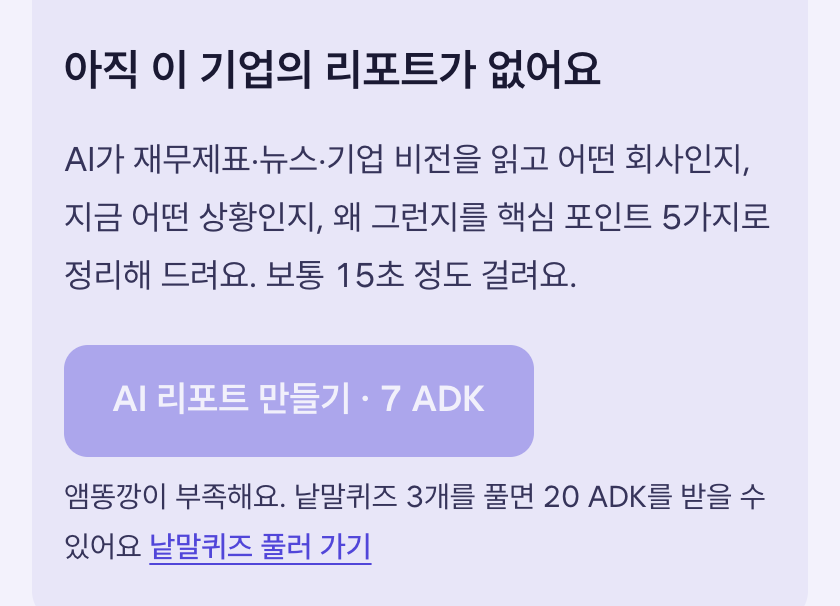 아직 이 기업의 리포트가 없어요
AI가 재무제표·뉴스·기업 비전을 읽고 어떤 회사인지,
지금 어떤 상황인지, 왜 그런지를 핵심 포인트 5가지로
정리해 드려요. 보통 15초 정도 걸려요.
AI 리포트 만들기 · 7 ADK
앰똥깡이 부족해요. 낱말퀴즈 3개를 풀면 20 ADK를 받을 수
있어요 낱말퀴즈 풀러 가기